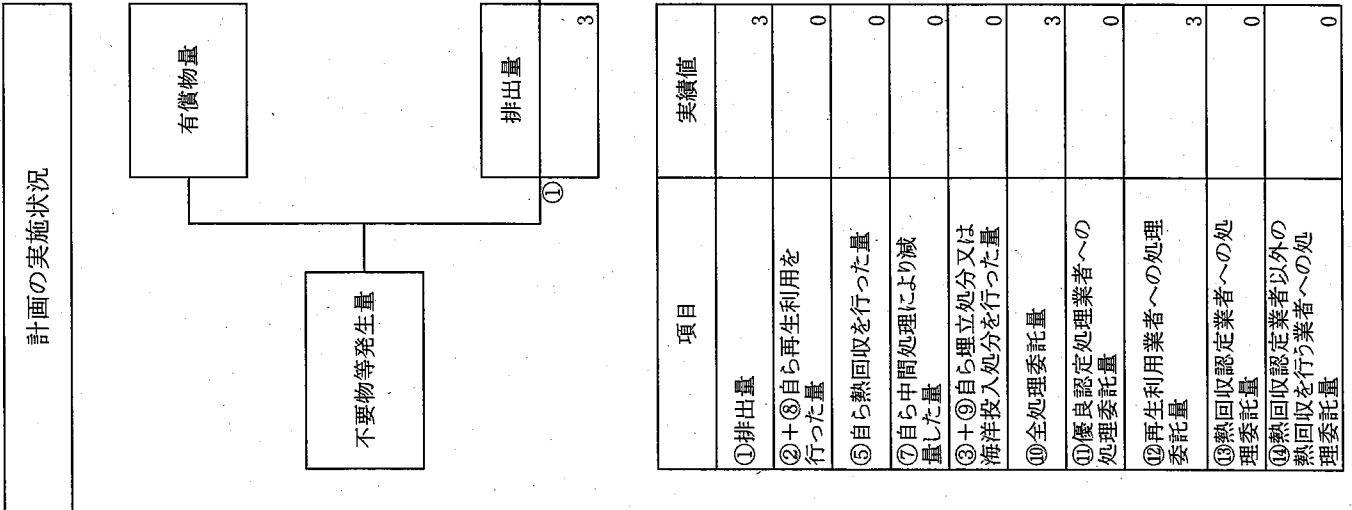 計画の実施状況
有償物量
不要物等発生量
排出量
①
3
項目
実績値
①排出量
3
②+⑧自ら再生利用を
行った量
0
⑤自ら熱回収を行った量
0
⑦自ら中間処理により減
量した量
0
③+⑨自ら埋立処分又は
海洋投入処分を行った量
0
⑩全処理委託量
3
⑪優良認定処理業者への
処理委託量
0
⑫再生利用業者への処理
委託量
3
⑬熱回収認定業者への処
理委託量
0
⑭熱回収認定業者以外の
熱回収を行う業者への処
理委託量
0